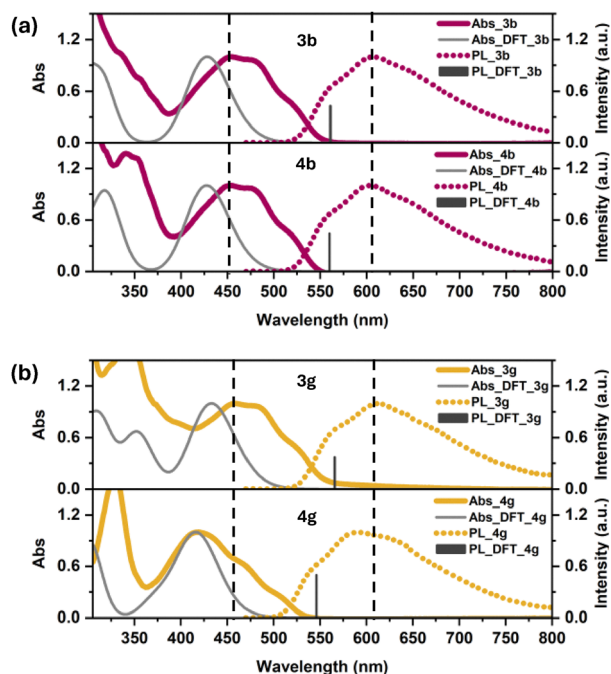 (a)
3b
Abs_3b
Abs_DFT_3b
PL_3b
PL_DFT_3b
1.2
0.6
0.0
Abs
1.2
0.6
0.0
Intensity (a.u.)
4b
Abs_4b
Abs_DFT_4b
PL_4b
PL_DFT_4b
1.2
0.6
0.0
Abs
1.2
0.6
0.0
Intensity (a.u.)
350 400 450 500 550 600 650 700 750 800
Wavelength (nm)
(b)
3g
Abs_3g
Abs_DFT_3g
PL_3g
PL_DFT_3g
1.2
0.6
0.0
Abs
1.2
0.6
0.0
Intensity (a.u.)
4g
Abs_4g
Abs_DFT_4g
PL_4g
PL_DFT_4g
1.2
0.6
0.0
Abs
1.2
0.6
0.0
Intensity (a.u.)
350 400 450 500 550 600 650 700 750 800
Wavelength (nm)